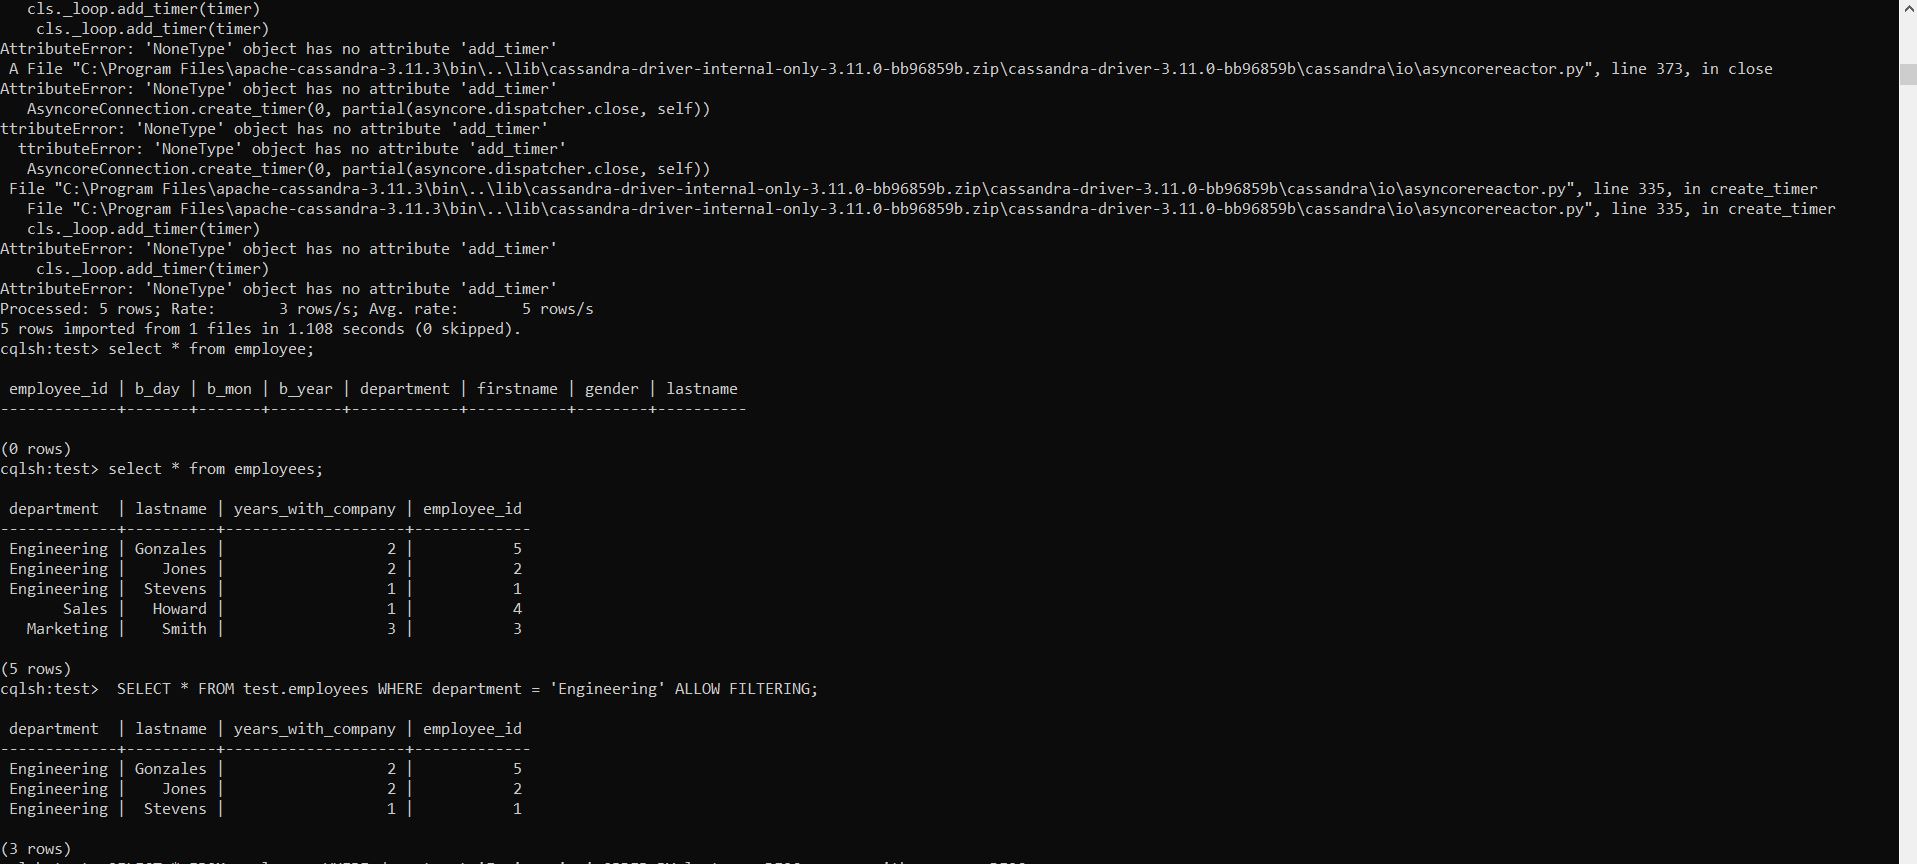 cls._loop.add_timer(timer)
cls._loop.add_timer(timer)
AttributeError: 'NoneType' object has no attribute 'add_timer'
A File "C:\Program Files\apache-cassandra-3.11.3\bin\..\lib\cassandra-driver-internal-only-3.11.0-bb96859b.zip\cassandra-driver-3.11.0-bb96859b\cassandra\io\asyncorereactor.py", line 373, in close
AttributeError: 'NoneType' object has no attribute 'add_timer'
AsyncoreConnection.create_timer(0, partial(asyncore.dispatcher.close, self))
ttributeError: 'NoneType' object has no attribute 'add_timer'
ttributeError: 'NoneType' object has no attribute 'add_timer'
AsyncoreConnection.create_timer(0, partial(asyncore.dispatcher.close, self))
File "C:\Program Files\apache-cassandra-3.11.3\bin\..\lib\cassandra-driver-internal-only-3.11.0-bb96859b.zip\cassandra-driver-3.11.0-bb96859b\cassandra\io\asyncorereactor.py", line 335, in create_timer
File "C:\Program Files\apache-cassandra-3.11.3\bin\..\lib\cassandra-driver-internal-only-3.11.0-bb96859b.zip\cassandra-driver-3.11.0-bb96859b\cassandra\io\asyncorereactor.py", line 335, in create_timer
cls._loop.add_timer(timer)
AttributeError: 'NoneType' object has no attribute 'add_timer'
cls._loop.add_timer(timer)
AttributeError: 'NoneType' object has no attribute 'add_timer'
Processed: 5 rows; Rate:       3 rows/s; Avg. rate:       5 rows/s
5 rows imported from 1 files in 1.108 seconds (0 skipped).
cqlsh:test> select * from employee;
employee_id | b_day | b_mon | b_year | department | firstname | gender | lastname
-------------+-------+-------+--------+------------+-----------+--------+----------
(0 rows)
cqlsh:test> select * from employees;
department  | lastname | years_with_company | employee_id
-------------+----------+--------------------+-------------
Engineering | Gonzales |                  2 |           5
Engineering |    Jones |                  2 |           2
Engineering |  Stevens |                  1 |           1
Sales |   Howard |                  1 |           4
Marketing |    Smith |                  3 |           3
(5 rows)
cqlsh:test>  SELECT * FROM test.employees WHERE department = 'Engineering' ALLOW FILTERING;
department  | lastname | years_with_company | employee_id
-------------+----------+--------------------+-------------
Engineering | Gonzales |                  2 |           5
Engineering |    Jones |                  2 |           2
Engineering |  Stevens |                  1 |           1
(3 rows)